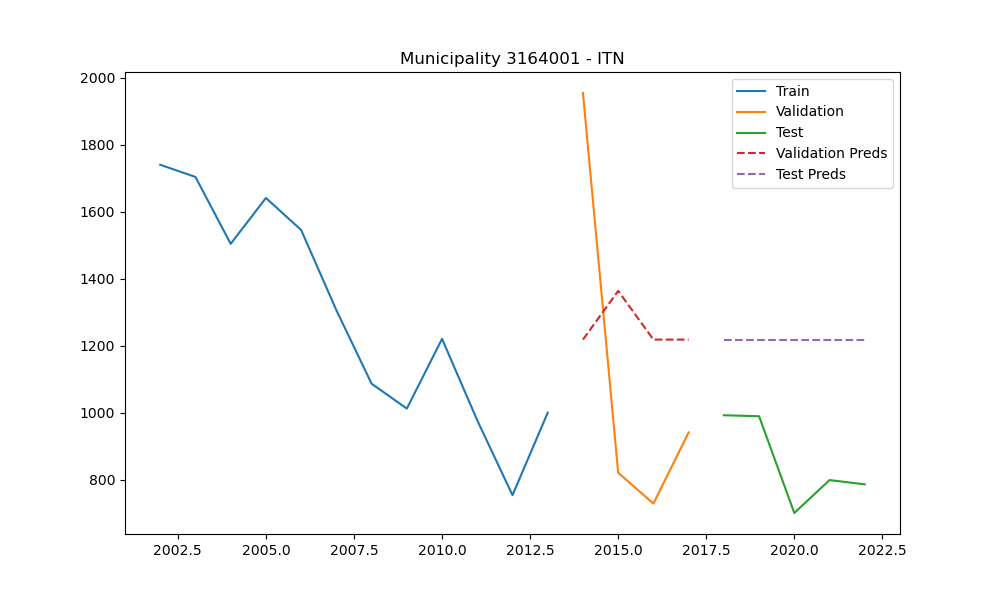 Municipality 3164001 - ITN
2000
1800
1600
1400
1200
1000
800
2002.5 2005.0 2007.5 2010.0 2012.5 2015.0 2017.5 2020.0 2022.5
Train
Validation
Test
Validation Preds
Test Preds